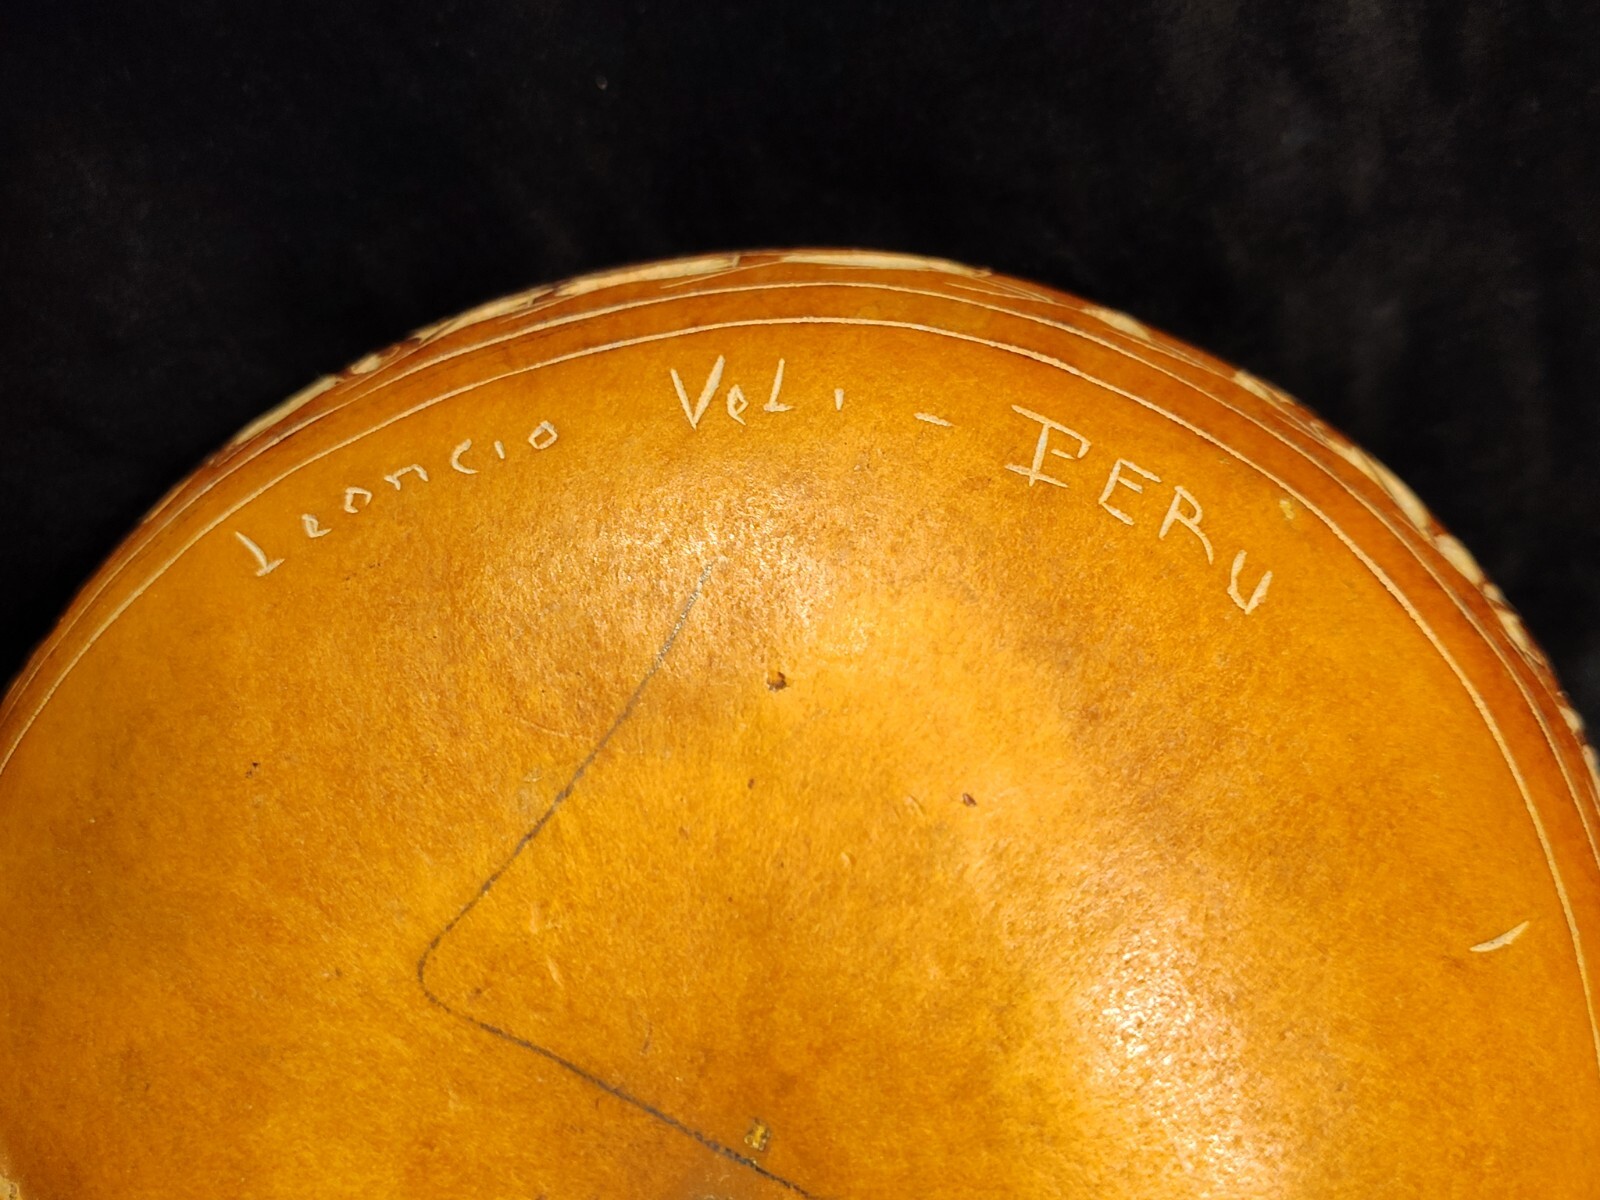 Leoncio Vel. - PERU